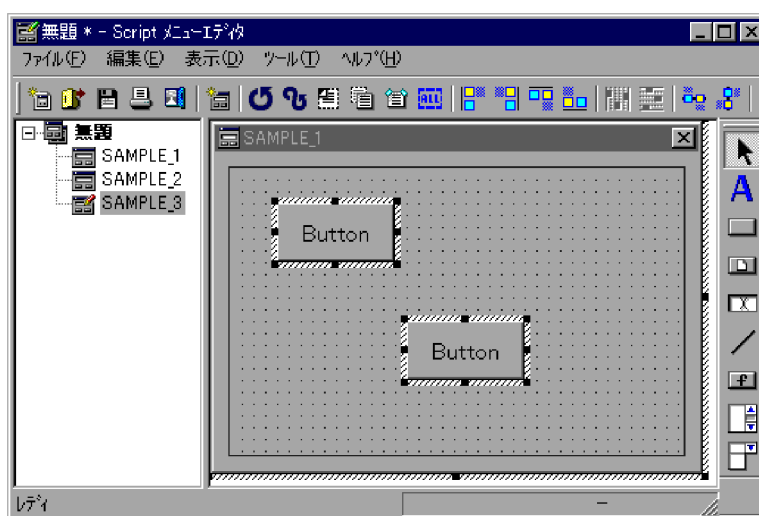 無題 * - Script ﾒﾆｭｰｴﾃﾞｨﾀ
ﾌｧｲﾙ(F) 編集(E) 表示(D) ﾂｰﾙ(T) ﾍﾙﾌﾟ(H)
ALL
無題
SAMPLE_1
SAMPLE_2
SAMPLE_3
SAMPLE_1
Button
Button
A
X
f
ﾚﾃﾞｨ